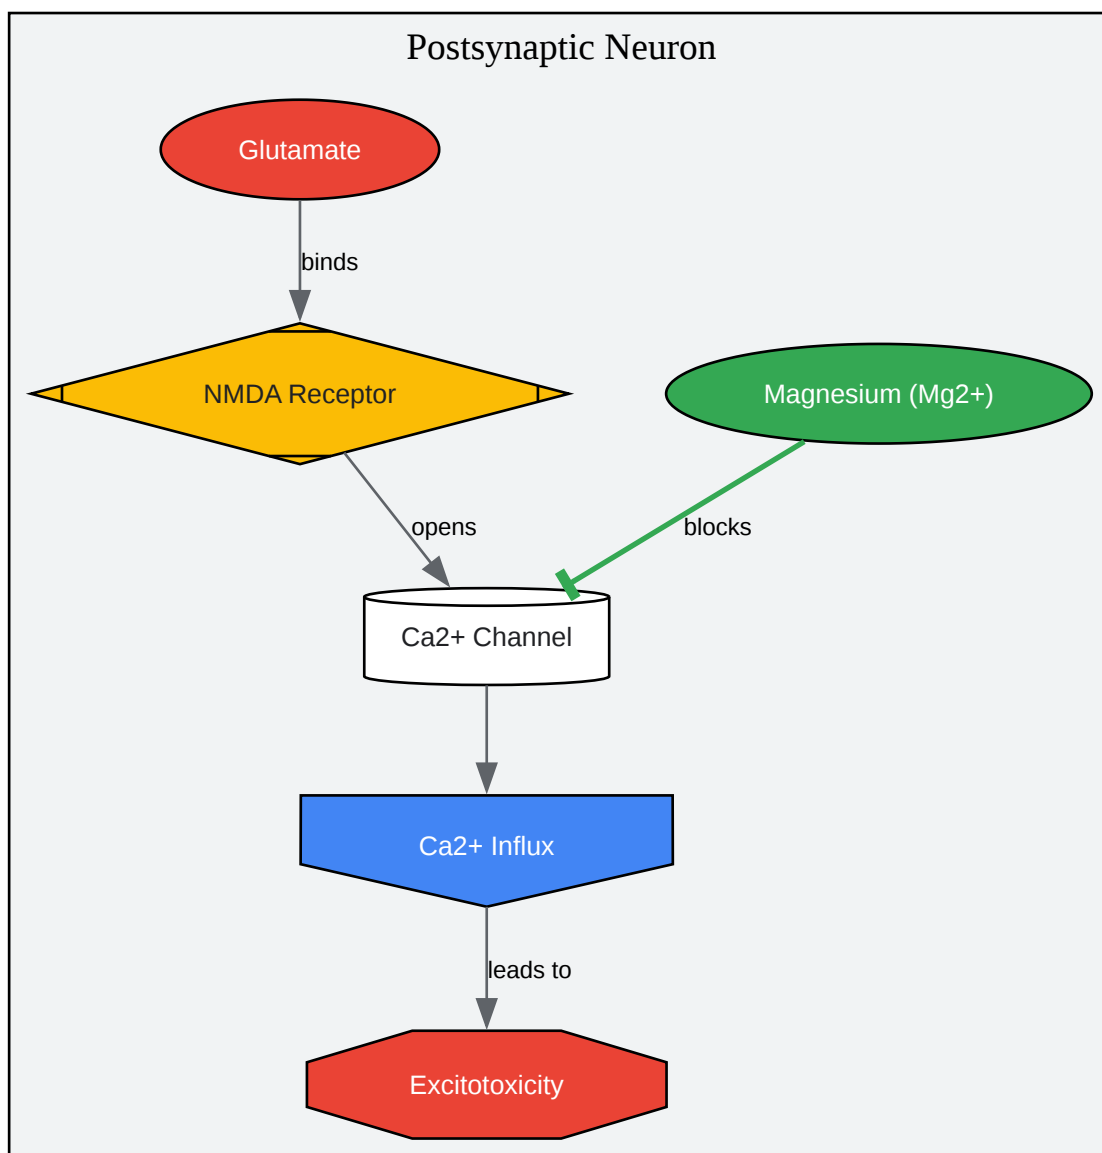 Postsynaptic Neuron
Glutamate
binds
NMDA Receptor
Magnesium (Mg2+)
opens
blocks
Ca2+ Channel
Ca2+ Influx
leads to
Excitotoxicity